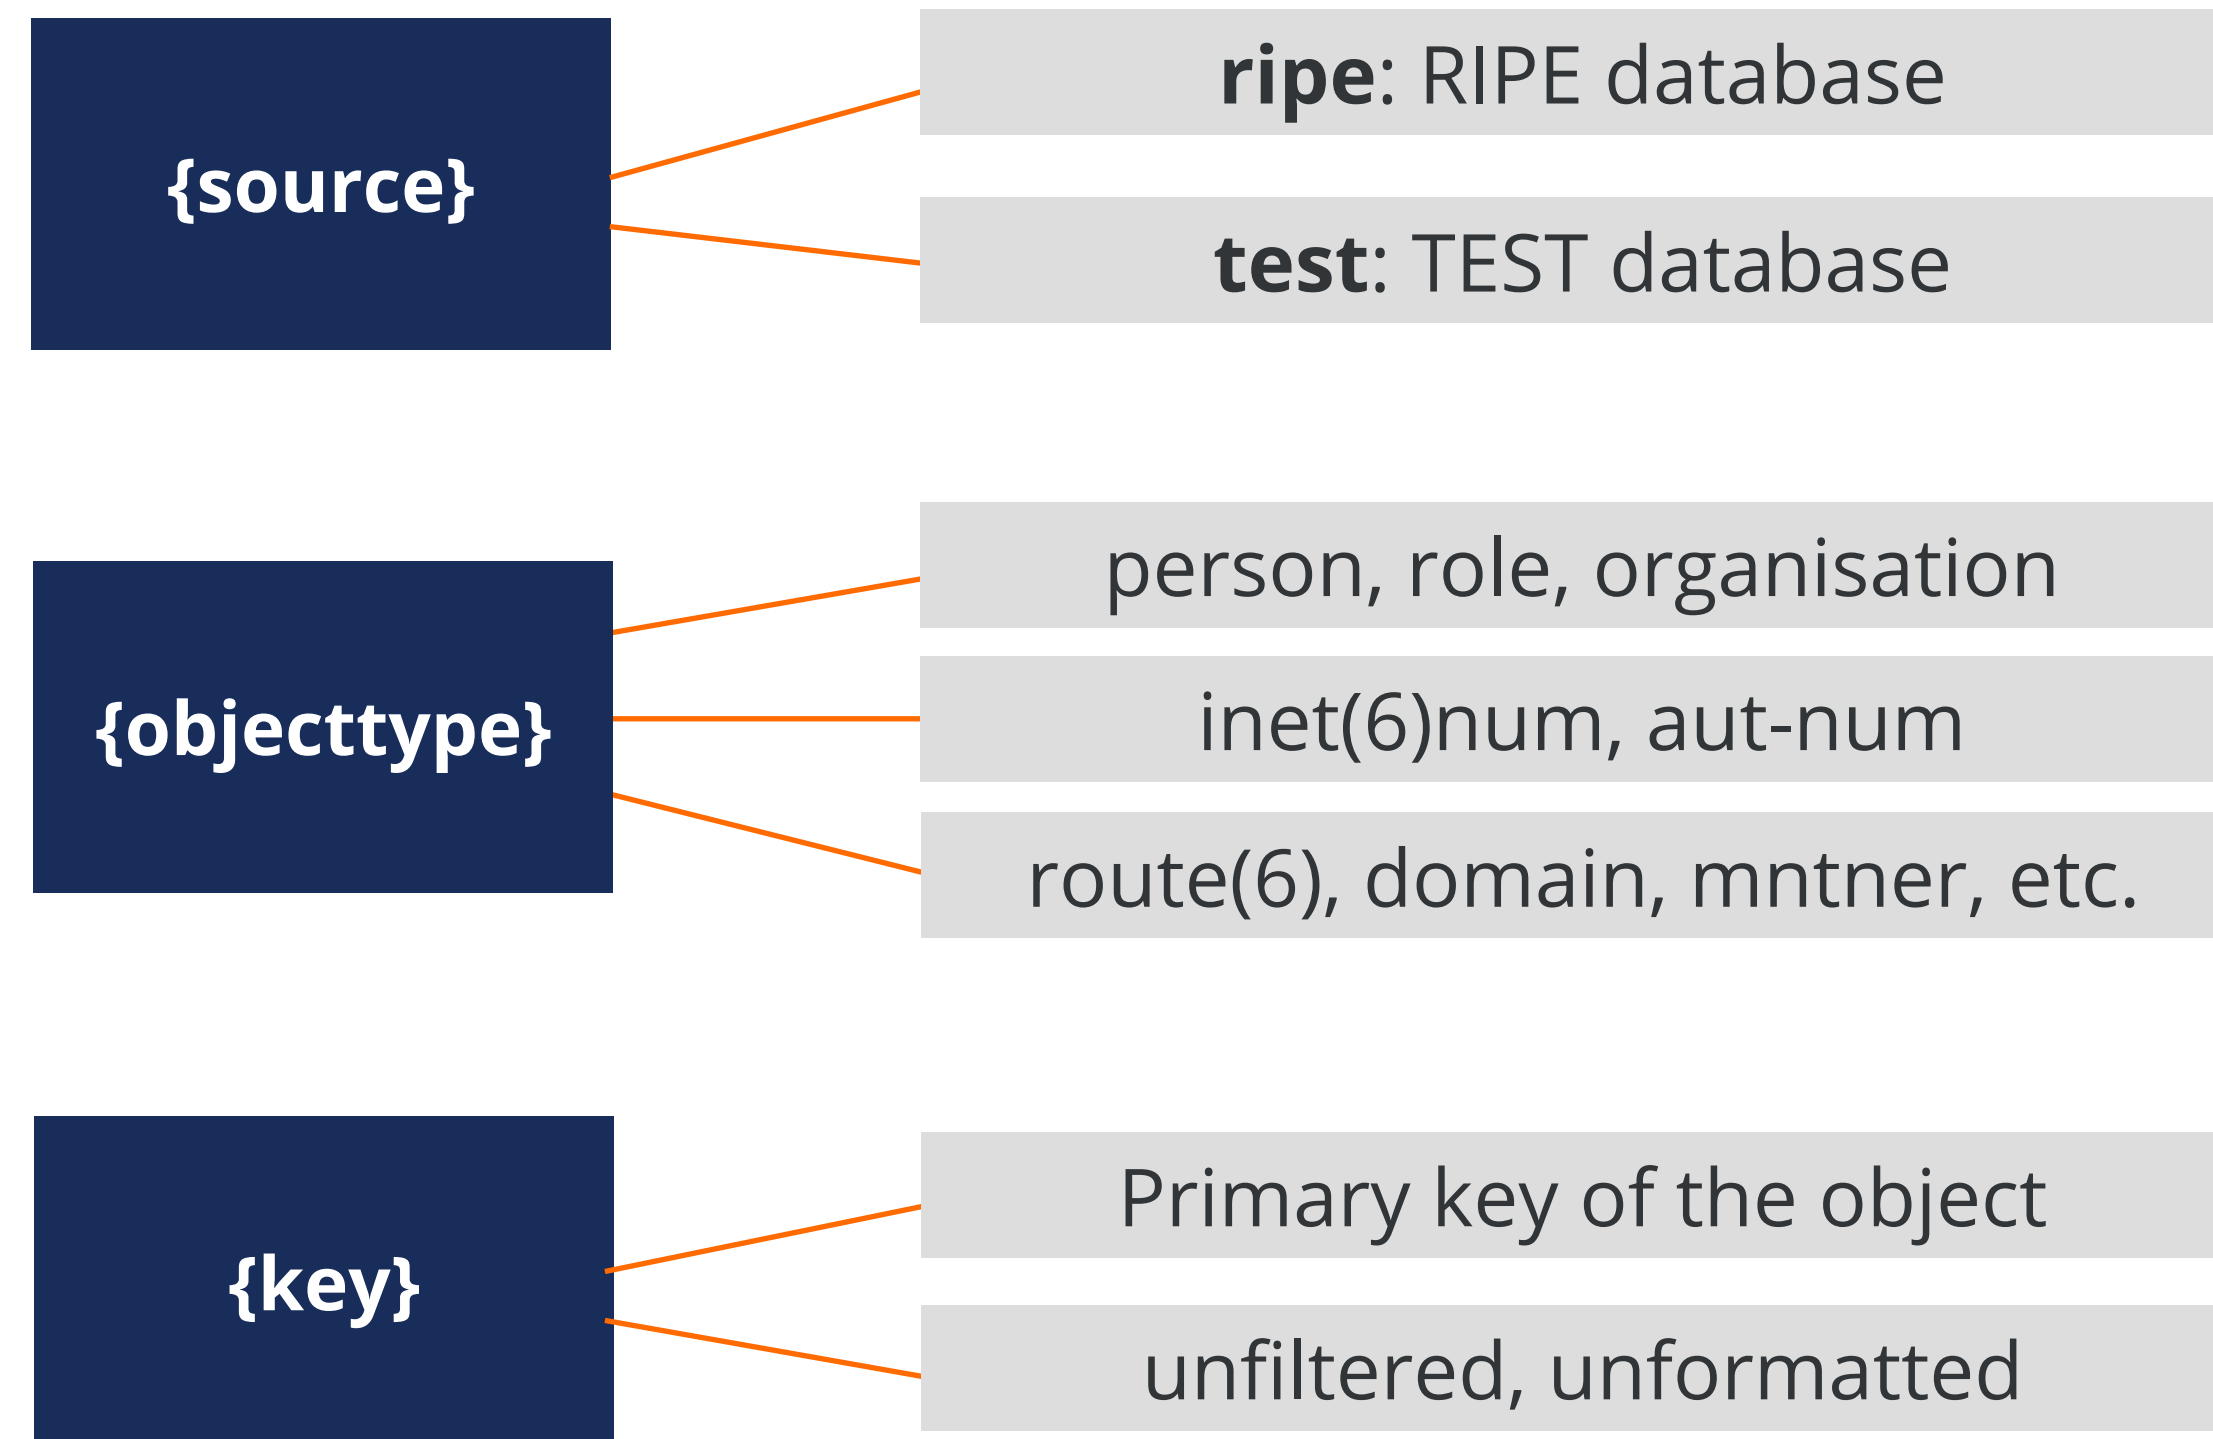 {source}
ripe: RIPE database
test: TEST database
{objecttype}
person, role, organisation
inet(6)num, aut-num
route(6), domain, mntner, etc.
{key}
Primary key of the object
unfiltered, unformatted